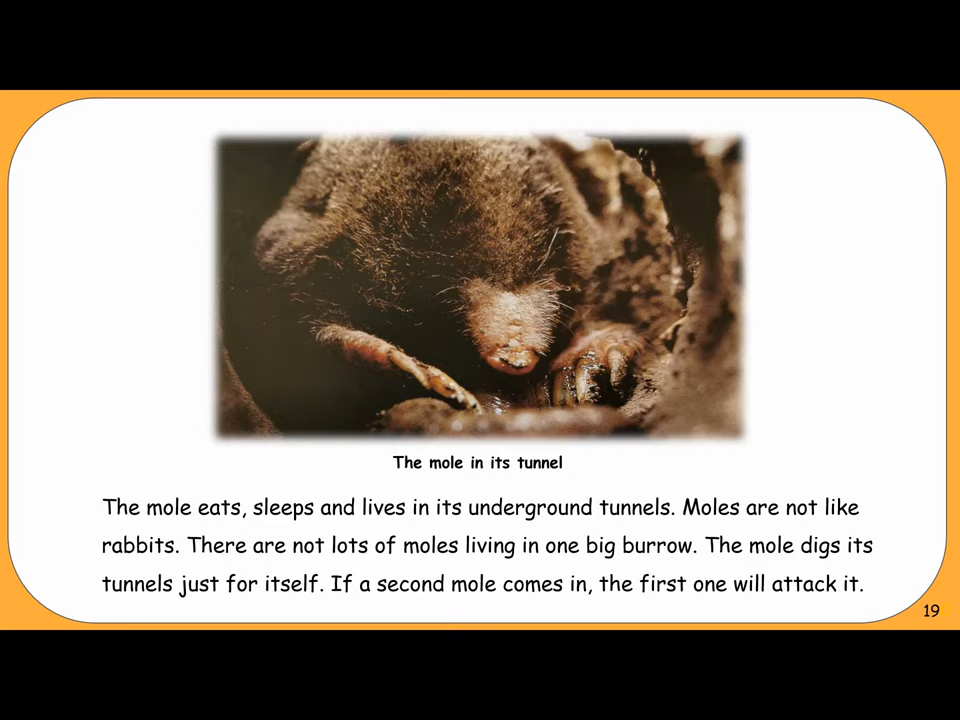 The mole in its tunnel
The mole eats, sleeps and lives in its underground tunnels. Moles are not like
rabbits. There are not lots of moles living in one big burrow. The mole digs its
tunnels just for itself. If a second mole comes in, the first one will attack it.
19